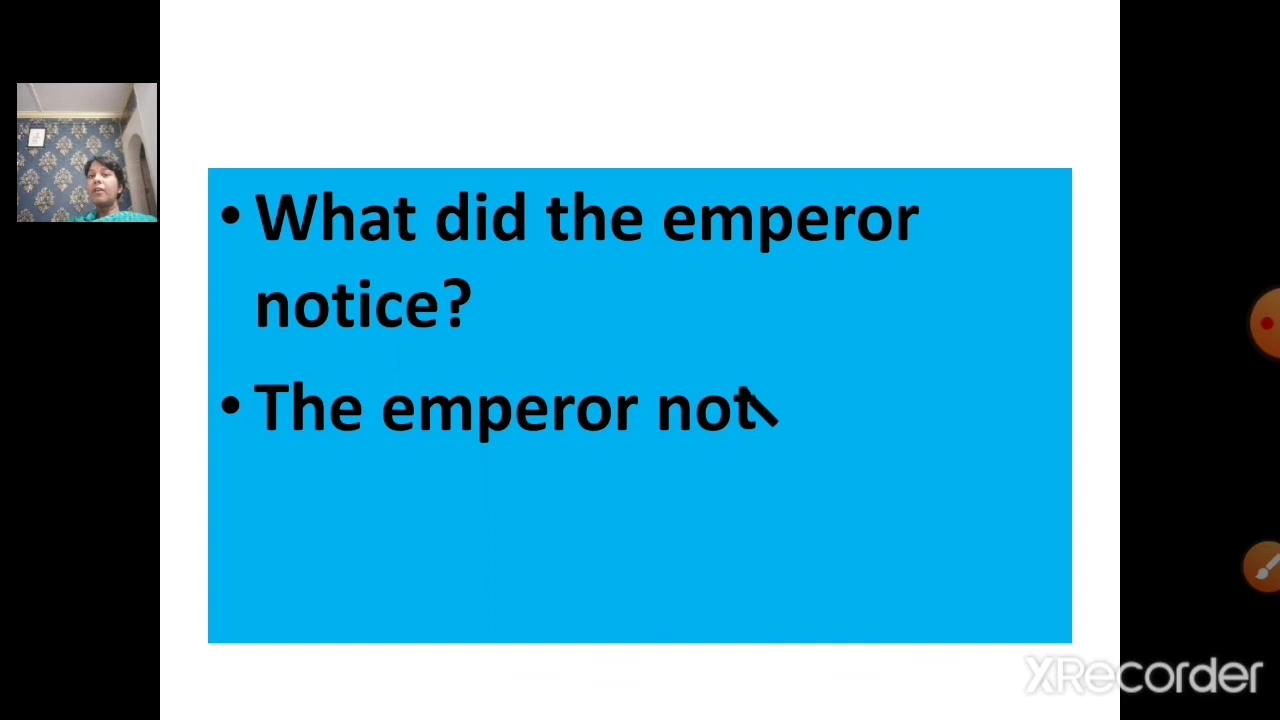 • What did the emperor
notice?
• The emperor not
XRecorder